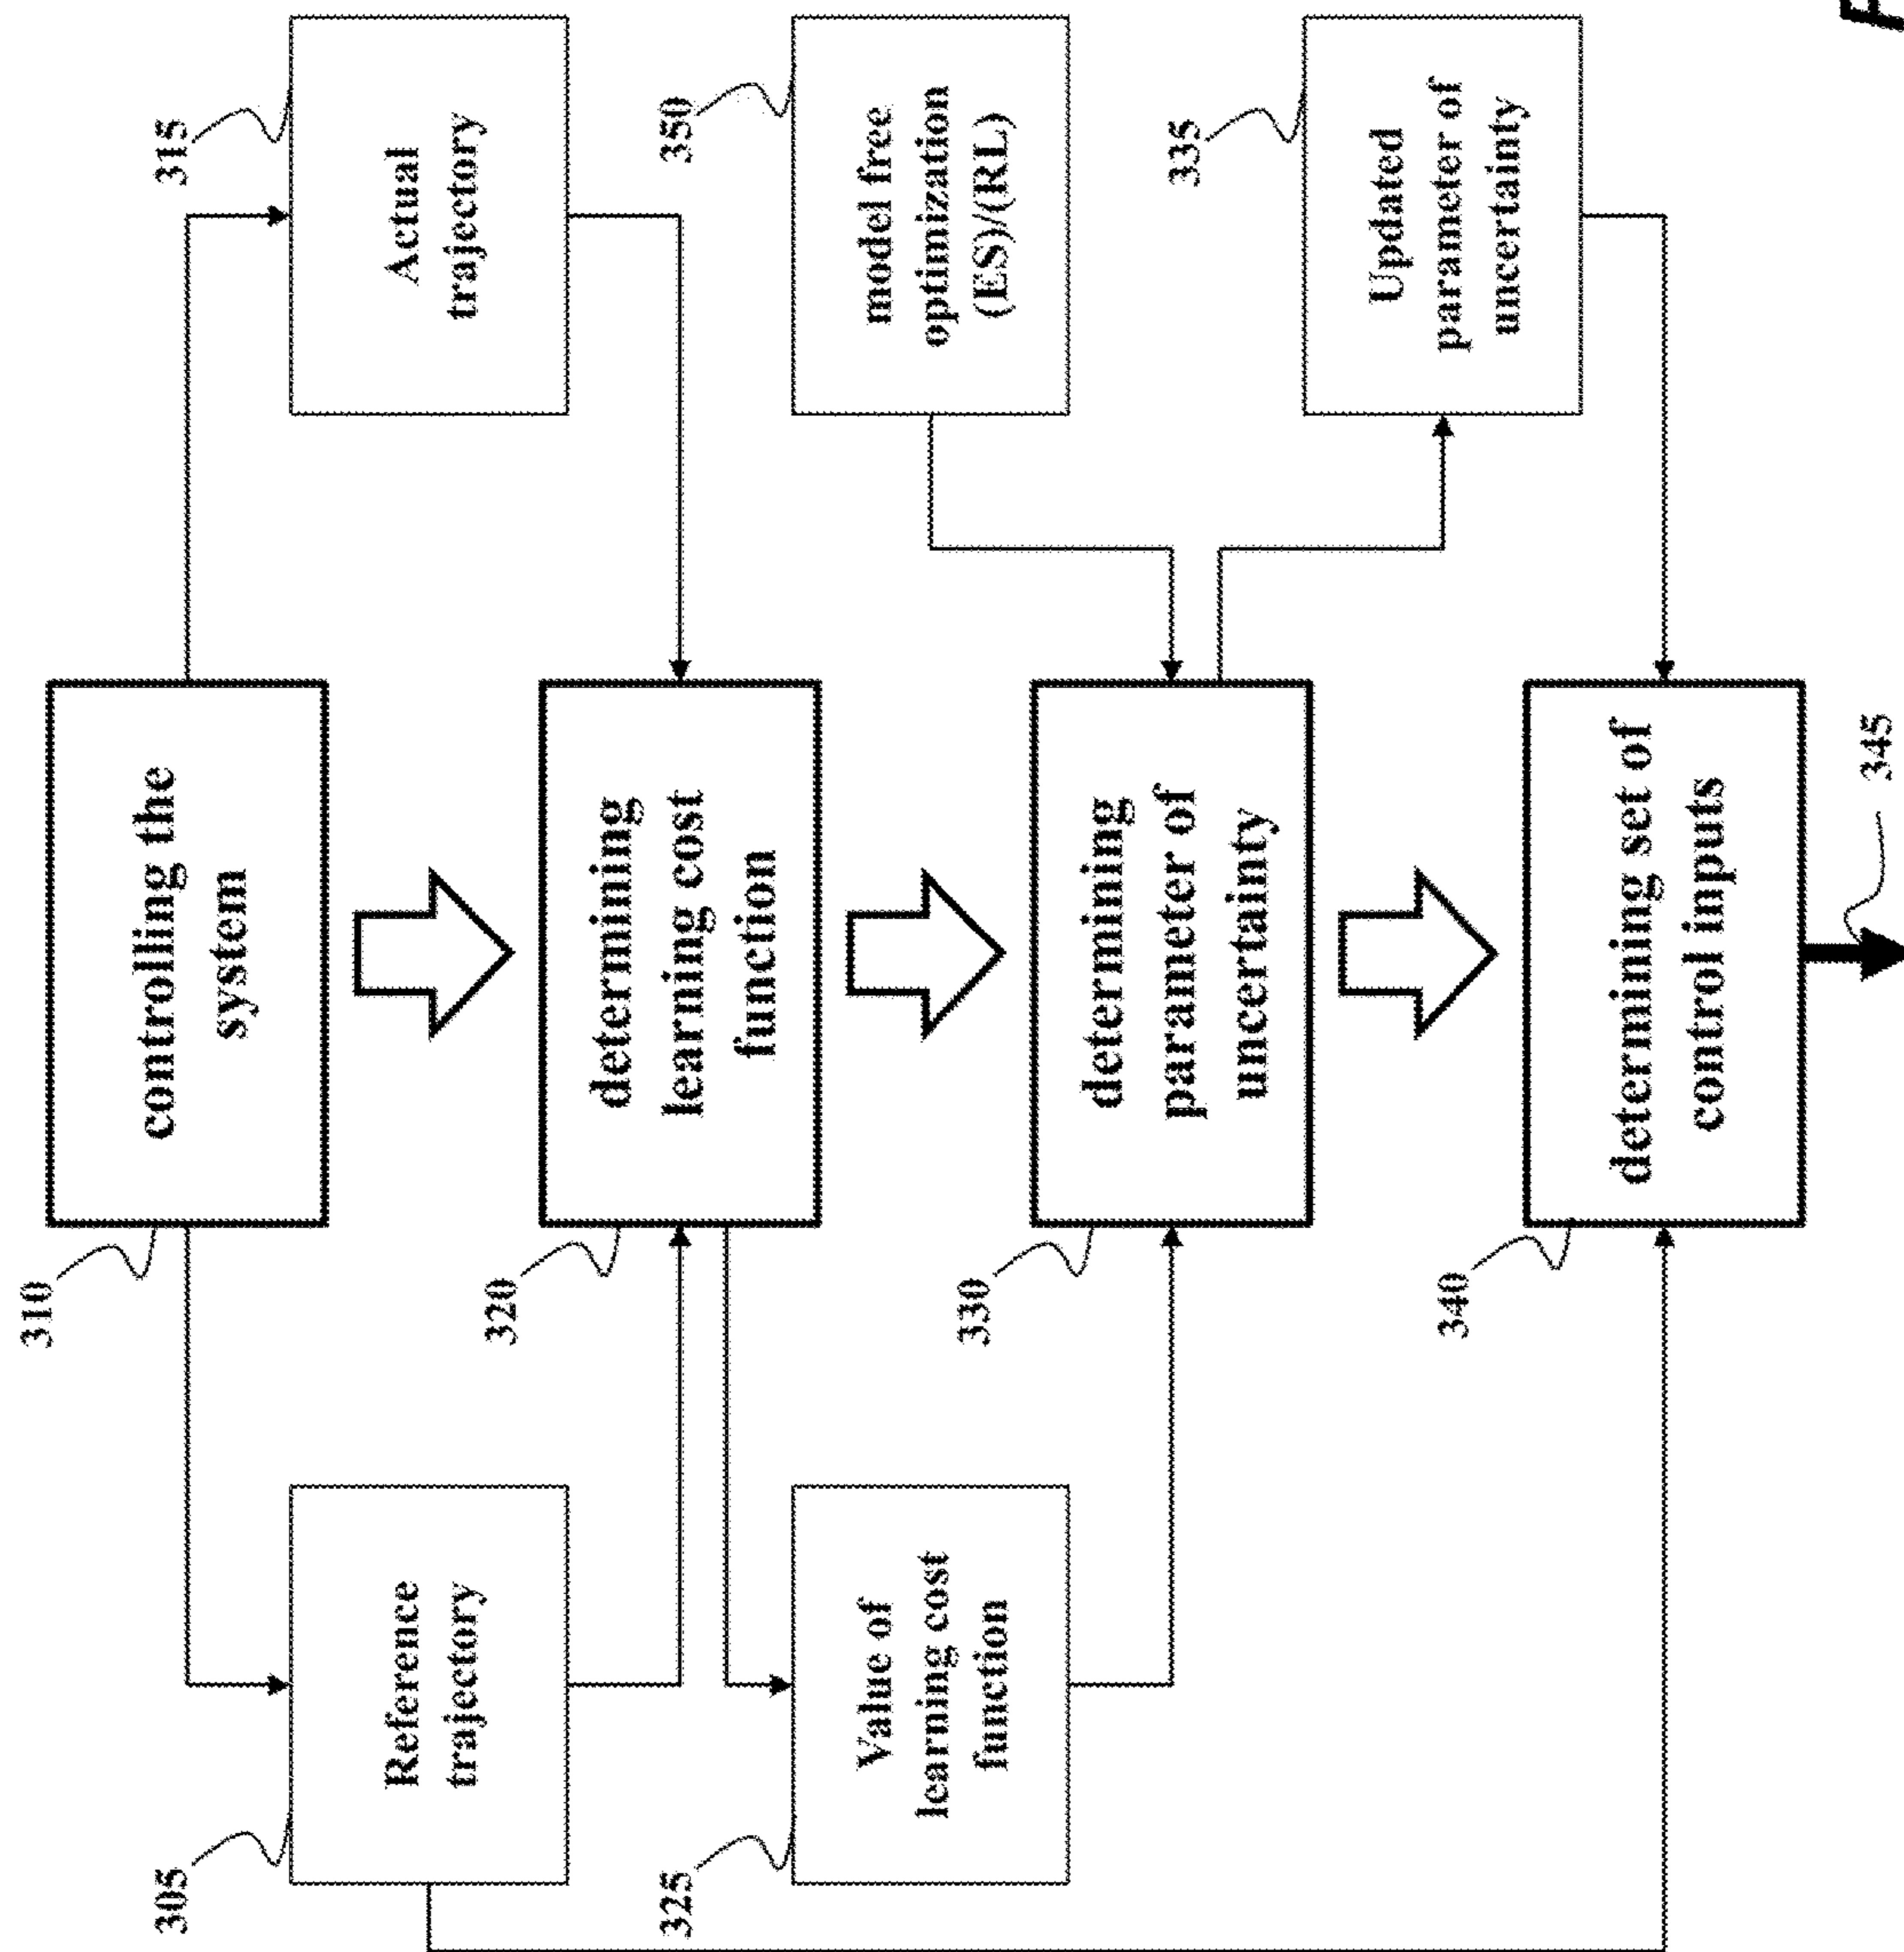 310
controlling the
system
305
Reference
trajectory
315
Actual
trajectory
320
determining
learning cost
function
325
Value of
learning cost
function
350
model free
optimization
(ES)/(RL)
330
determining
parameter of
uncertainty
335
Updated
parameter of
uncertainty
340
determining set of
control inputs
345